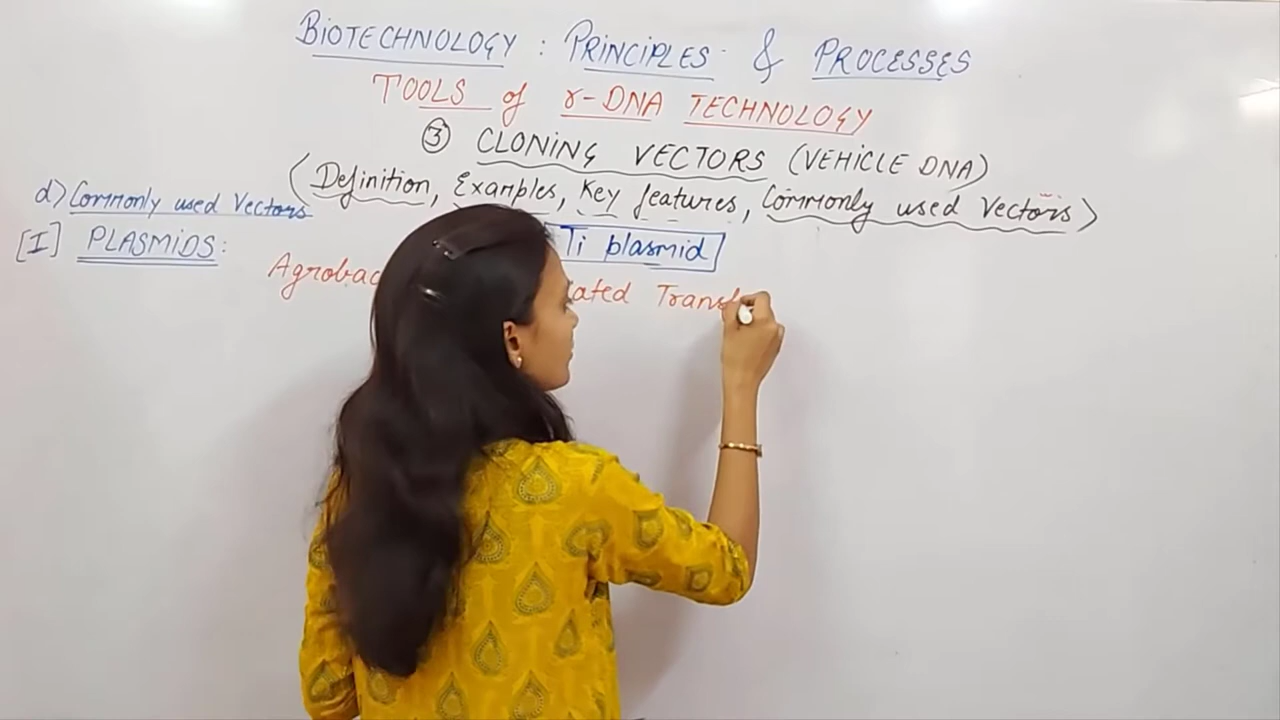 BIOTECHNOLOGY : PRINCIPLES & PROCESSES
TOOLS of r-DNA TECHNOLOGY
③ CLONING VECTORS (VEHICLE DNA)
(Definition, Examples, Key features, Commonly used Vectors)
d) Commonly used Vectors
[I] PLASMIDS:
Ti plasmid
Agrobac ated Trans